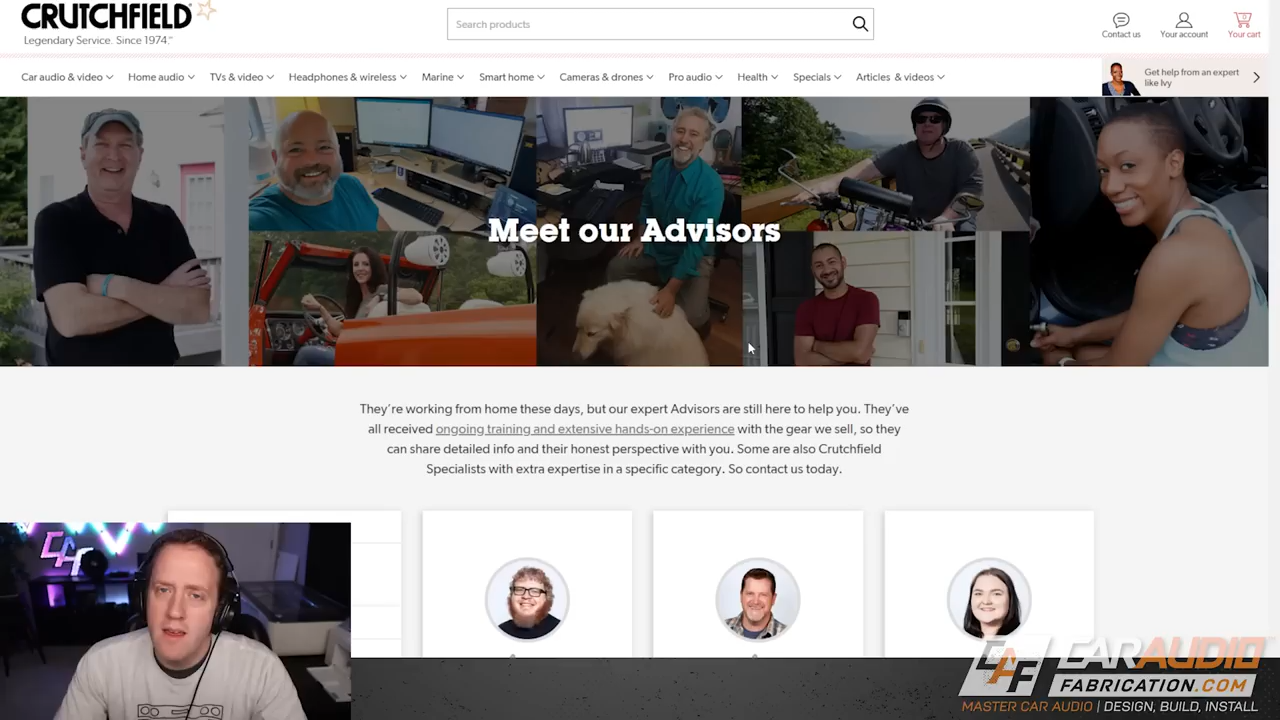 CRUTCHFIELD
Legendary Service. Since 1974.™
Search products
Contact us
Your account
0
Your cart
Car audio & video
Home audio
TVs & video
Headphones & wireless
Marine
Smart home
Cameras & drones
Pro audio
Health
Specials
Articles & videos
Get help from an expert
like Ivy
Meet our Advisors
They're working from home these days, but our expert Advisors are still here to help you. They've
all received ongoing training and extensive hands-on experience with the gear we sell, so they
can share detailed info and their honest perspective with you. Some are also Crutchfield
Specialists with extra expertise in a specific category. So contact us today.
CAF
CAF
CARAUDIO
FABRICATION.COM
MASTER CAR AUDIO | DESIGN, BUILD, INSTALL